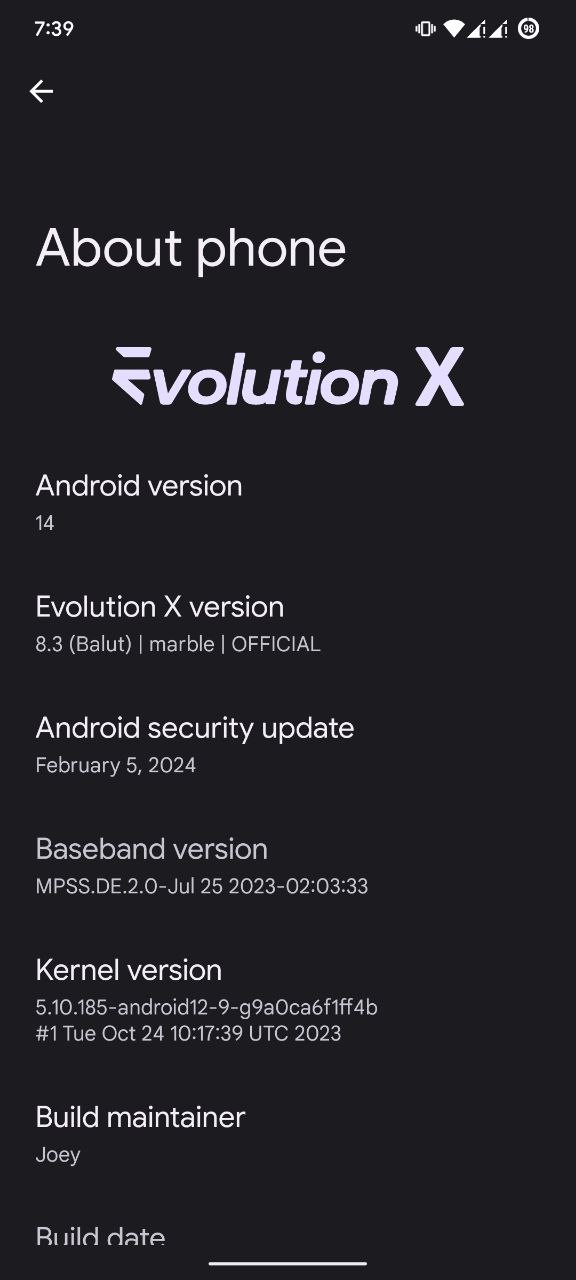 7:39
98
About phone
Evolution X
Android version
14
Evolution X version
8.3 (Balut) | marble | OFFICIAL
Android security update
February 5, 2024
Baseband version
MPSS.DE.2.0-Jul 25 2023-02:03:33
Kernel version
5.10.185-android12-9-g9a0ca6f1ff4b
#1 Tue Oct 24 10:17:39 UTC 2023
Build maintainer
Joey
Build date